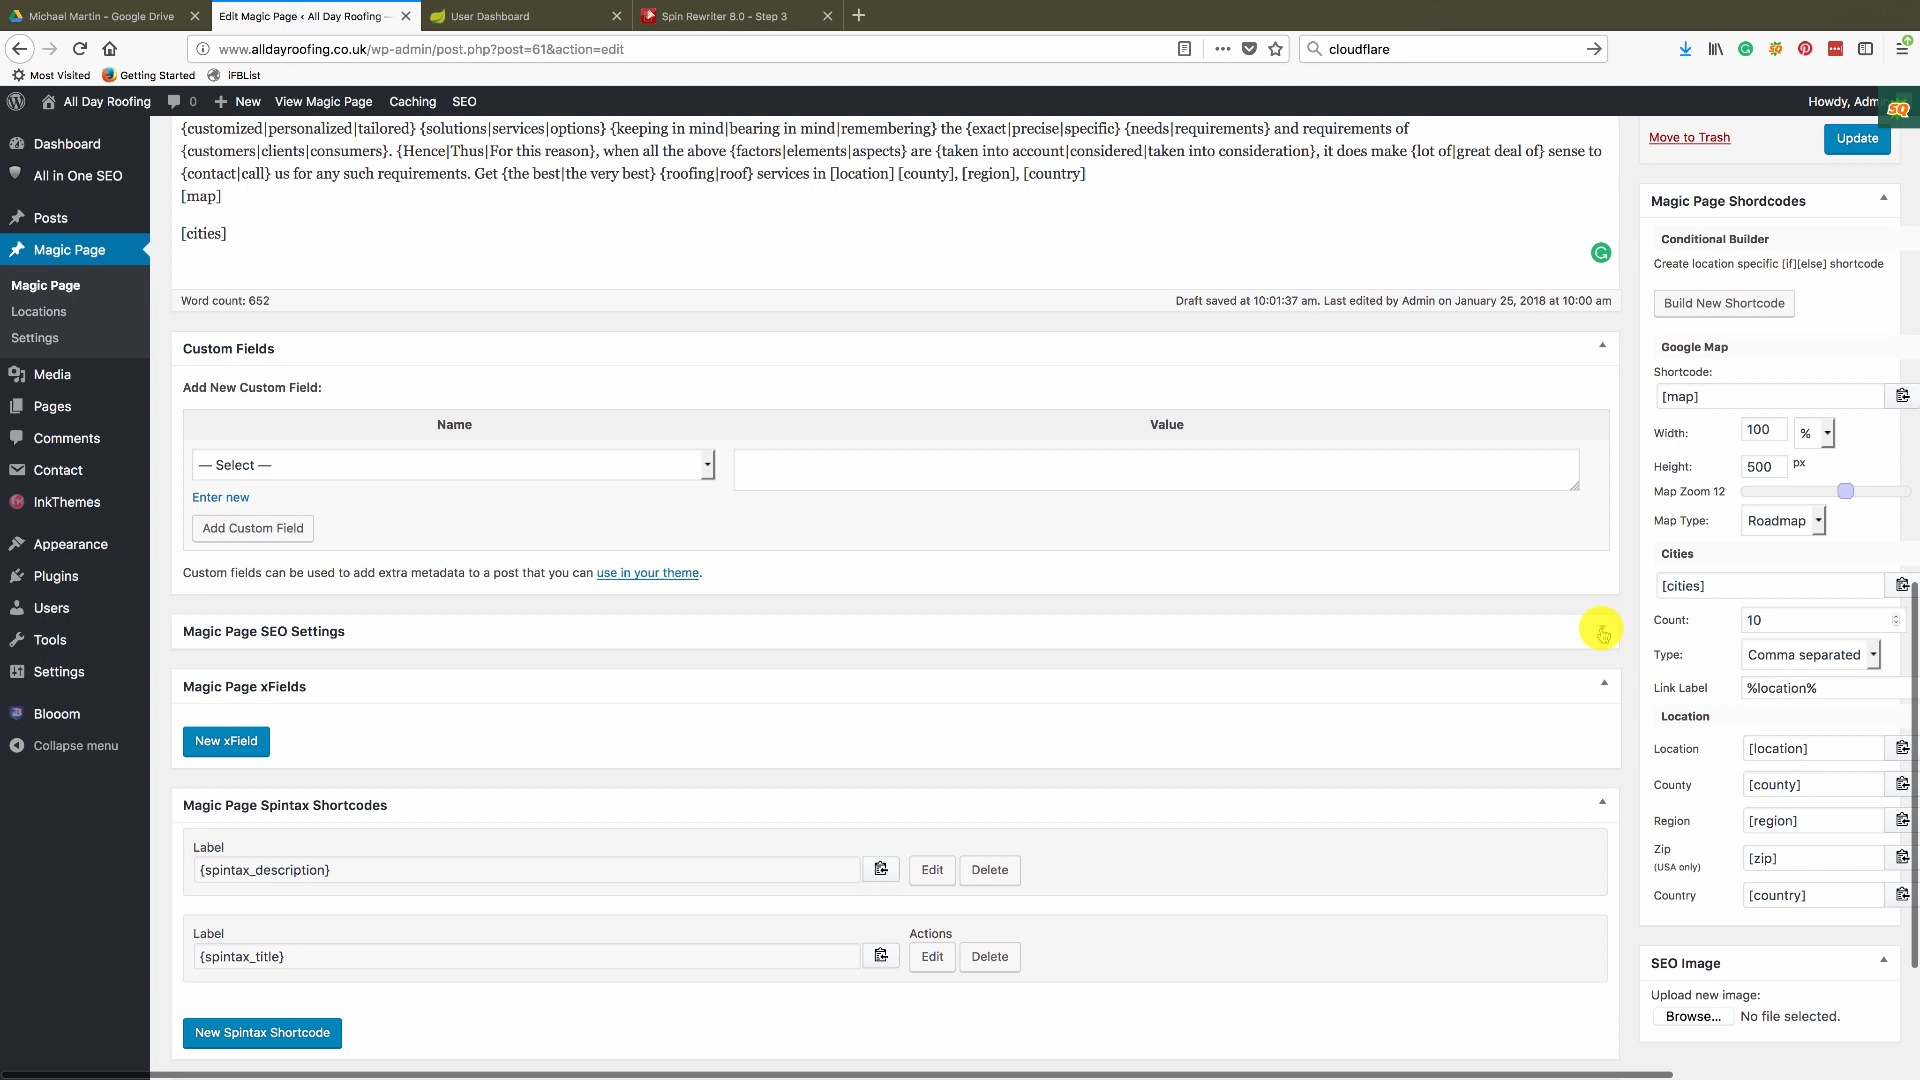 Michael Martin - Google Drive
Edit Magic Page ‹ All Day Roofing —
User Dashboard
Spin Rewriter 8.0 - Step 3
www.alldayroofing.co.uk/wp-admin/post.php?post=61&action=edit
cloudflare
Most Visited
Getting Started
iFBList
All Day Roofing
0
New
View Magic Page
Caching
SEO
Howdy, Admin
Dashboard
All in One SEO
Posts
Magic Page
Magic Page
Locations
Settings
Media
Pages
Comments
Contact
InkThemes
Appearance
Plugins
Users
Tools
Settings
Blooom
Collapse menu
{customized|personalized|tailored} {solutions|services|options} {keeping in mind|bearing in mind|remembering} the {exact|precise|specific} {needs|requirements} and requirements of
{customers|clients|consumers}. {Hence|Thus|For this reason}, when all the above {factors|elements|aspects} are {taken into account|considered|taken into consideration}, it does make {lot of|great deal of} sense to
{contact|call} us for any such requirements. Get {the best|the very best} {roofing|roof} services in [location] [county], [region], [country]
[map]
[cities]
Word count: 652
Draft saved at 10:01:37 am. Last edited by Admin on January 25, 2018 at 10:00 am
Custom Fields
Add New Custom Field:
Name
Value
— Select —
Enter new
Add Custom Field
Custom fields can be used to add extra metadata to a post that you can use in your theme.
Magic Page SEO Settings
Magic Page xFields
New xField
Magic Page Spintax Shortcodes
Label
{spintax_description}
Edit
Delete
Label
Actions
{spintax_title}
Edit
Delete
New Spintax Shortcode
Move to Trash
Update
Magic Page Shordcodes
Conditional Builder
Create location specific [if][else] shortcode
Build New Shortcode
Google Map
Shortcode:
[map]
Width:
100
%
Height:
500
px
Map Zoom 12
Map Type:
Roadmap
Cities
[cities]
Count:
10
Type:
Comma separated
Link Label
%location%
Location
Location
[location]
County
[county]
Region
[region]
Zip
(USA only)
[zip]
Country
[country]
SEO Image
Upload new image:
Browse...
No file selected.